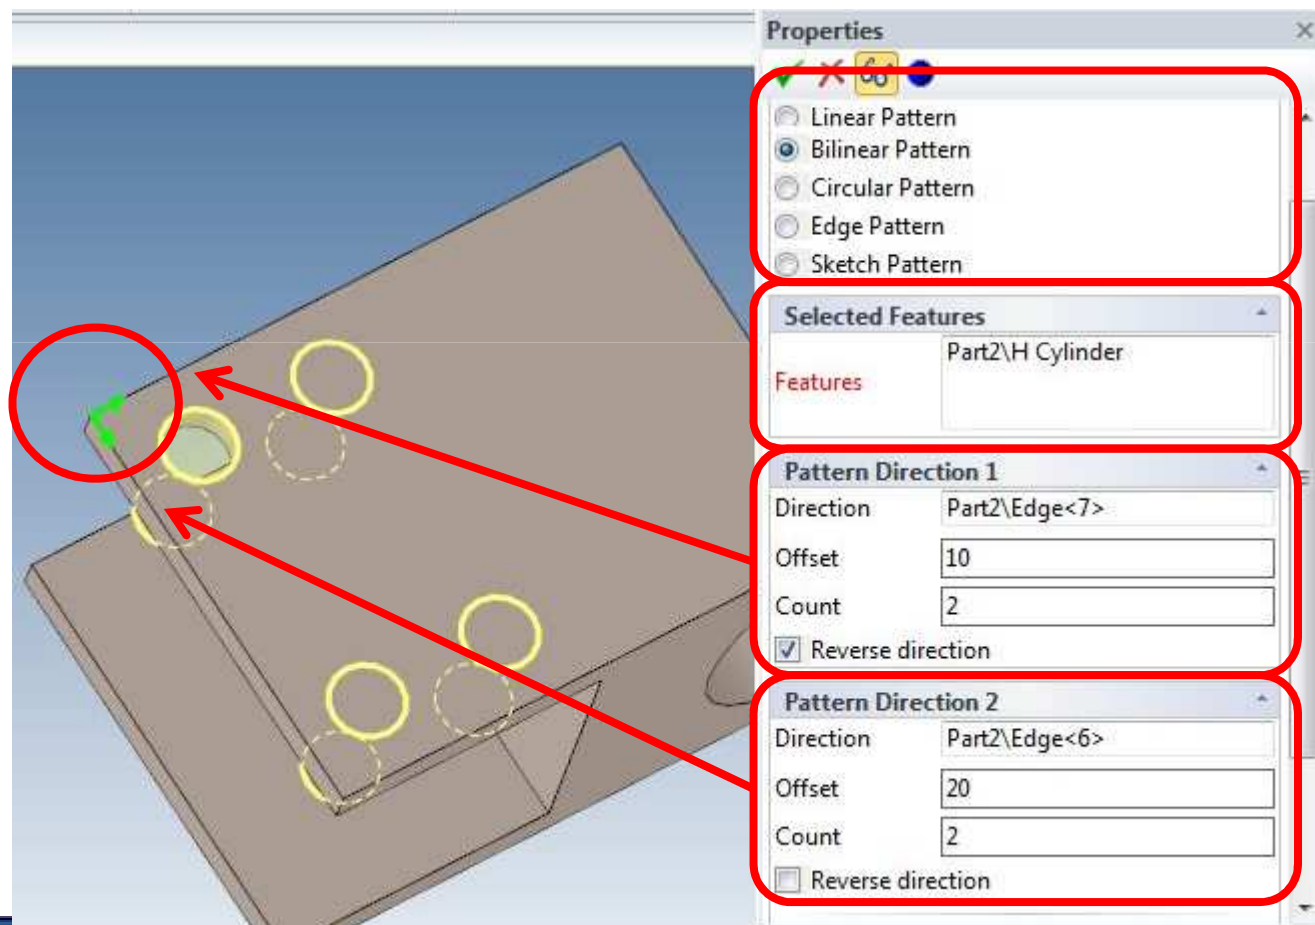 Properties
Linear Pattern
Bilinear Pattern
Circular Pattern
Edge Pattern
Sketch Pattern
Selected Features
Features Part2\H Cylinder
Pattern Direction 1
Direction Part2\Edge<7>
Offset 10
Count 2
Reverse direction
Pattern Direction 2
Direction Part2\Edge<6>
Offset 20
Count 2
Reverse direction